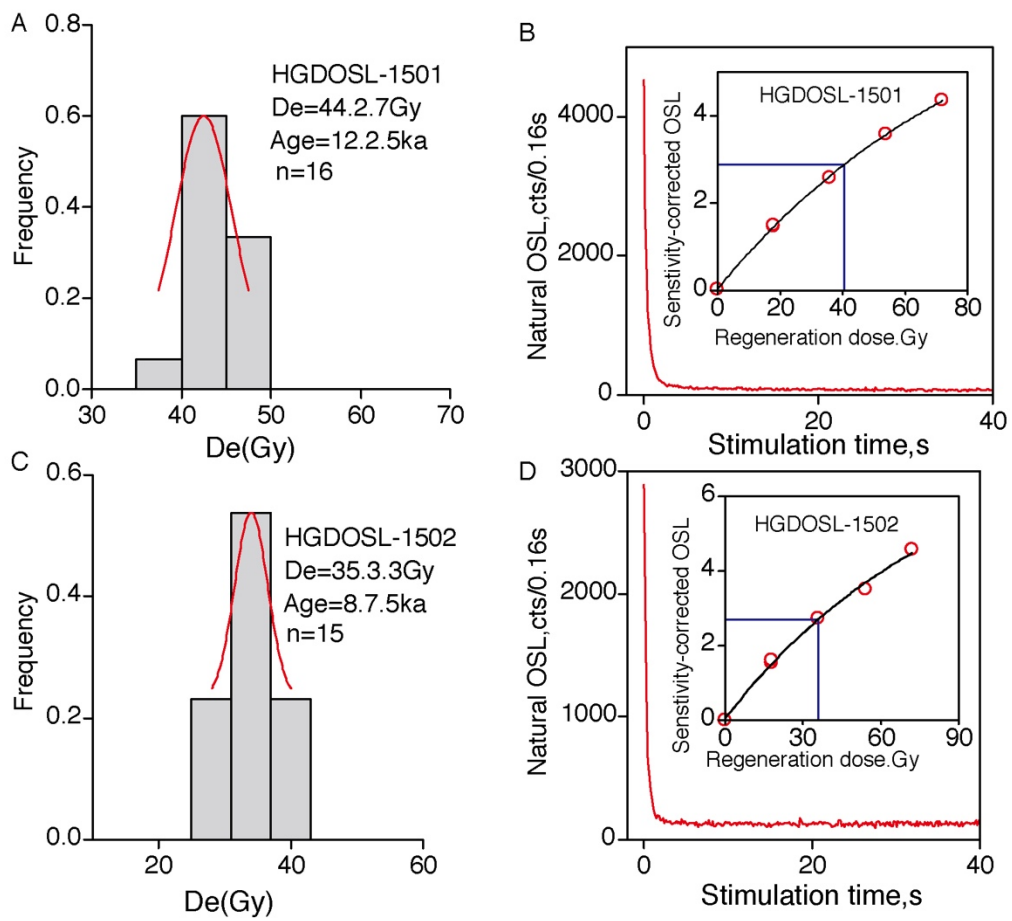 A
0.8
0.6
0.4
0.2
0.0
Frequency
HGDOSL-1501
De=44.2.7Gy
Age=12.2.5ka
n=16
30
40
50
60
70
De(Gy)
B
4000
2000
0
Natural OSL,cts/0.16s
HGDOSL-1501
4
2
0
Senstivity-corrected OSL
0
20
40
60
80
Regeneration dose.Gy
0
20
40
Stimulation time,s
C
0.6
0.4
0.2
0.0
Frequency
HGDOSL-1502
De=35.3.3Gy
Age=8.7.5ka
n=15
20
40
60
De(Gy)
D
3000
2000
1000
0
Natural OSL,cts/0.16s
HGDOSL-1502
6
4
2
0
Senstivity-corrected OSL
0
30
60
90
Regeneration dose.Gy
0
20
40
Stimulation time,s